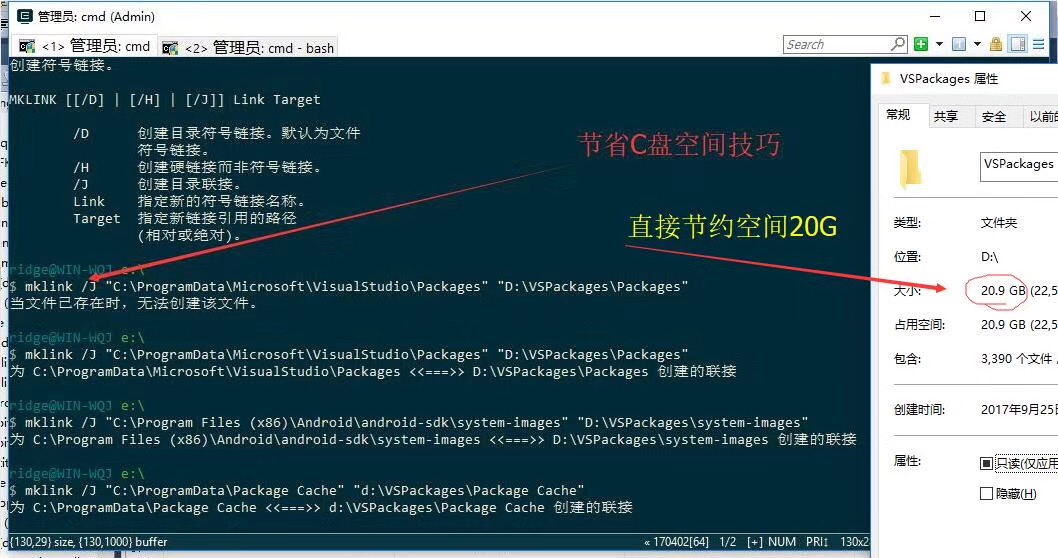 管理员: cmd (Admin)
<1> 管理员: cmd
<2> 管理员: cmd - bash
Search
创建符号链接。
MKLINK [[/D] | [/H] | [/J]] Link Target
/D 创建目录符号链接。默认为文件
符号链接。
/H 创建硬链接而非符号链接。
/J 创建目录联接。
Link 指定新的符号链接名称。
Target 指定新链接引用的路径
(相对或绝对)。
节省C盘空间技巧
直接节约空间20G
ridge@WIN-WQJ e:\
$ mklink /J "C:\ProgramData\Microsoft\VisualStudio\Packages" "D:\VSPackages\Packages"
当文件已存在时，无法创建该文件。
ridge@WIN-WQJ e:\
$ mklink /J "C:\ProgramData\Microsoft\VisualStudio\Packages" "D:\VSPackages\Packages"
为 C:\ProgramData\Microsoft\VisualStudio\Packages <<===>> D:\VSPackages\Packages 创建的联接
ridge@WIN-WQJ e:\
$ mklink /J "C:\Program Files (x86)\Android\android-sdk\system-images" "D:\VSPackages\system-images"
为 C:\Program Files (x86)\Android\android-sdk\system-images <<===>> D:\VSPackages\system-images 创建的联接
ridge@WIN-WQJ e:\
$ mklink /J "C:\ProgramData\Package Cache" "d:\VSPackages\Package Cache"
为 C:\ProgramData\Package Cache <<===>> d:\VSPackages\Package Cache 创建的联接
{130,29} size, {130,1000} buffer
« 170402[64] 1/2 [+] NUM PRI↕ 130x2
VSPackages 属性
常规 共享 安全 以前的
VSPackages
类型: 文件夹
位置: D:\
大小: 20.9 GB (22,5
占用空间: 20.9 GB (22,5
包含: 3,390 个文件，
创建时间: 2017年9月25日
属性: 只读(仅应用
隐藏(H)